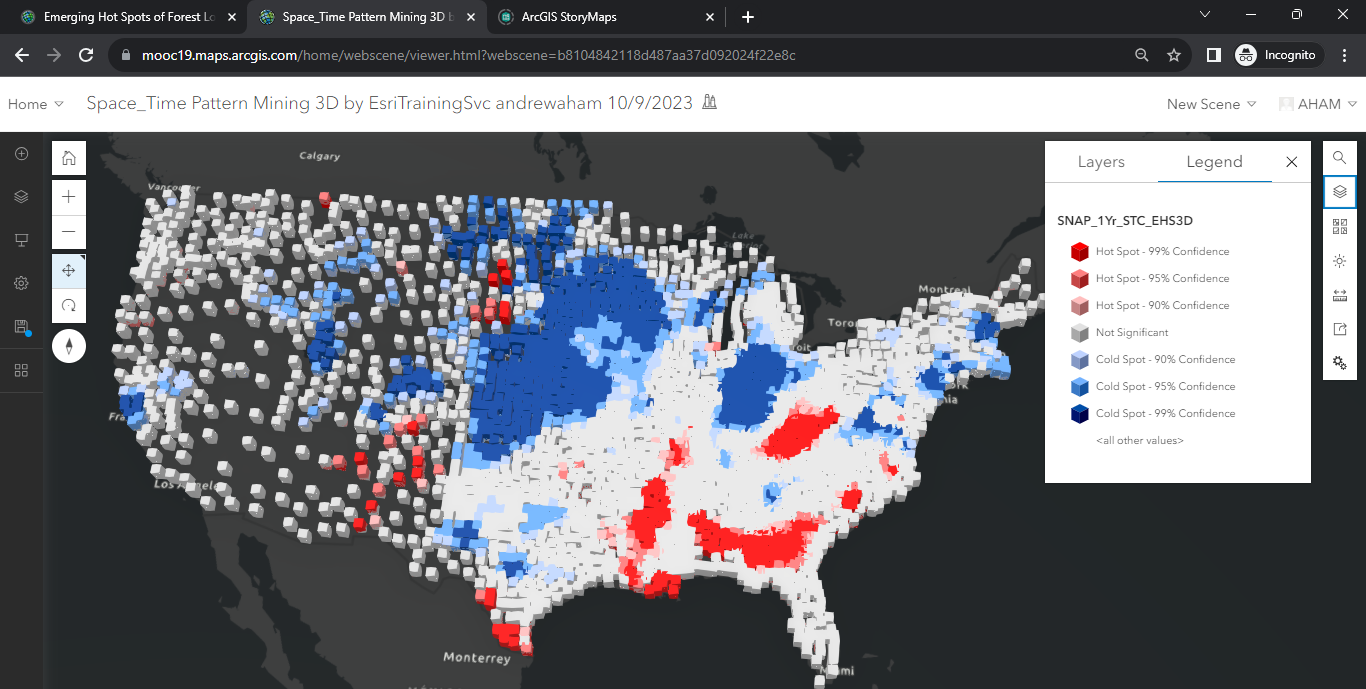 Emerging Hot Spots of Forest Lo
Space_Time Pattern Mining 3D b
ArcGIS StoryMaps
mooc19.maps.arcgis.com/home/webscene/viewer.html?webscene=b8104842118d487aa37d092024f22e8c
Incognito
Home
Space_Time Pattern Mining 3D by EsriTrainingSvc andrewaham 10/9/2023
New Scene
AHAM
Layers
Legend
SNAP_1Yr_STC_EHS3D
Hot Spot - 99% Confidence
Hot Spot - 95% Confidence
Hot Spot - 90% Confidence
Not Significant
Cold Spot - 90% Confidence
Cold Spot - 95% Confidence
Cold Spot - 99% Confidence
<all other values>
Calgary
Vancouver
Lake
Montreal
Toro
oit
ork
nia
Fra
Los Angeles
Monterrey
Miami